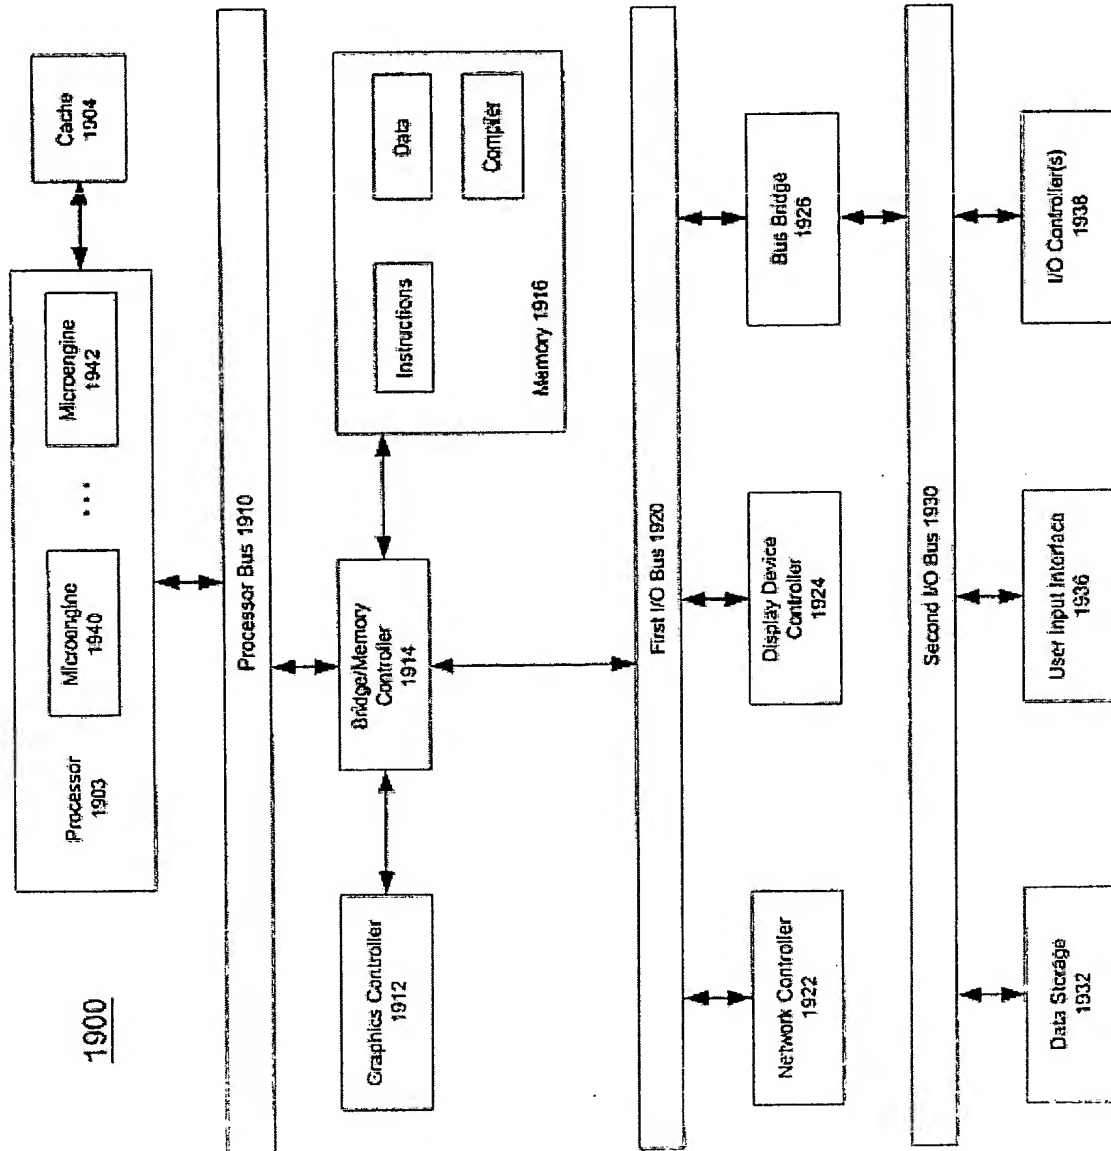 1900
Processor
1903
Microengine
1940
...
Microengine
1942
Cache
1904
Processor Bus 1910
Graphics Controller
1912
Bridge/Memory
Controller
1914
Instructions
Data
Compiler
Memory 1916
First I/O Bus 1920
Network Controller
1922
Display Device
Controller
1924
Bus Bridge
1926
Second I/O Bus 1930
Data Storage
1932
User Input Interface
1936
I/O Controller(s)
1938